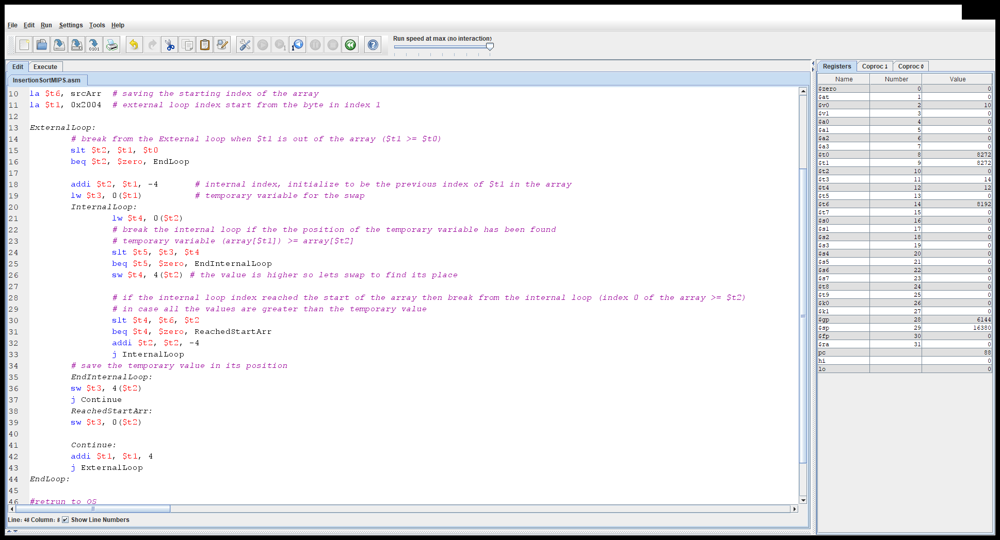 File Edit Run Settings Tools Help
Run speed at max (no interaction)
Edit Execute
InsertionSortMIPS.asm
10 la $t6, srcArr # saving the starting index of the array
11 la $t1, 0x2004 # external loop index start from the byte in index 1
12
13 ExternalLoop:
14 # break from the External loop when $t1 is out of the array ($t1 >= $t0)
15 slt $t2, $t1, $t0
16 beq $t2, $zero, EndLoop
17
18 addi $t2, $t1, -4 # internal index, initialize to be the previous index of $t1 in the array
19 lw $t3, 0($t1) # temporary variable for the swap
20 InternalLoop:
21 lw $t4, 0($t2)
22 # break the internal loop if the the position of the temporary variable has been found
23 # temporary variable (array[$t1]) >= array[$t2]
24 slt $t5, $t3, $t4
25 beq $t5, $zero, EndInternalLoop
26 sw $t4, 4($t2) # the value is higher so lets swap to find its place
27
28 # if the internal loop index reached the start of the array then break from the internal loop (index 0 of the array >= $t2)
29 # in case all the values are greater than the temporary value
30 slt $t4, $t6, $t2
31 beq $t4, $zero, ReachedStartArr
32 addi $t2, $t2, -4
33 j InternalLoop
34 # save the temporary value in its position
35 EndInternalLoop:
36 sw $t3, 4($t2)
37 j Continue
38 ReachedStartArr:
39 sw $t3, 0($t2)
40
41 Continue:
42 addi $t1, $t1, 4
43 j ExternalLoop
44 EndLoop:
45
46 #retrun to OS
Line: 48 Column: 8 Show Line Numbers
Registers Coproc 1 Coproc 0
Name Number Value
$zero 0 0
$at 1 0
$v0 2 10
$v1 3 0
$a0 4 0
$a1 5 0
$a2 6 0
$a3 7 0
$t0 8 8272
$t1 9 8272
$t2 10 0
$t3 11 14
$t4 12 12
$t5 13 0
$t6 14 8192
$t7 15 0
$s0 16 0
$s1 17 0
$s2 18 0
$s3 19 0
$s4 20 0
$s5 21 0
$s6 22 0
$s7 23 0
$t8 24 0
$t9 25 0
$k0 26 0
$k1 27 0
$gp 28 6144
$sp 29 16380
$fp 30 0
$ra 31 0
pc 88
hi 0
lo 0